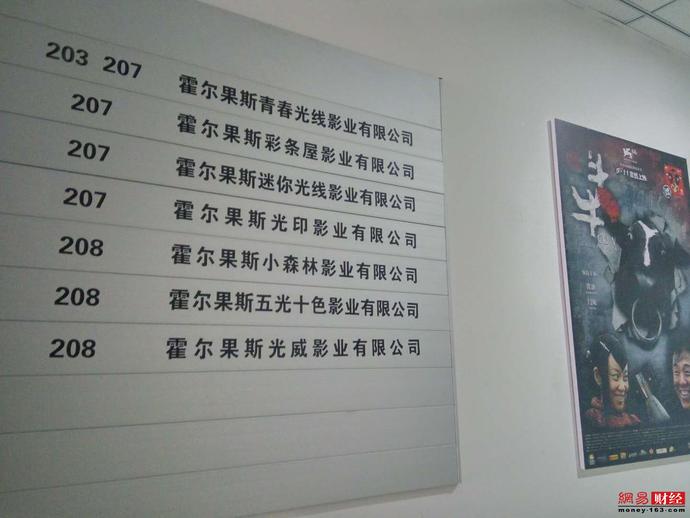 203 207 霍尔果斯青春光线影业有限公司
207 霍尔果斯彩条屋影业有限公司
207 霍尔果斯迷你光线影业有限公司
207 霍尔果斯光印影业有限公司
208 霍尔果斯小森林影业有限公司
208 霍尔果斯五光十色影业有限公司
208 霍尔果斯光威影业有限公司
牛
網易财经
money·163.com